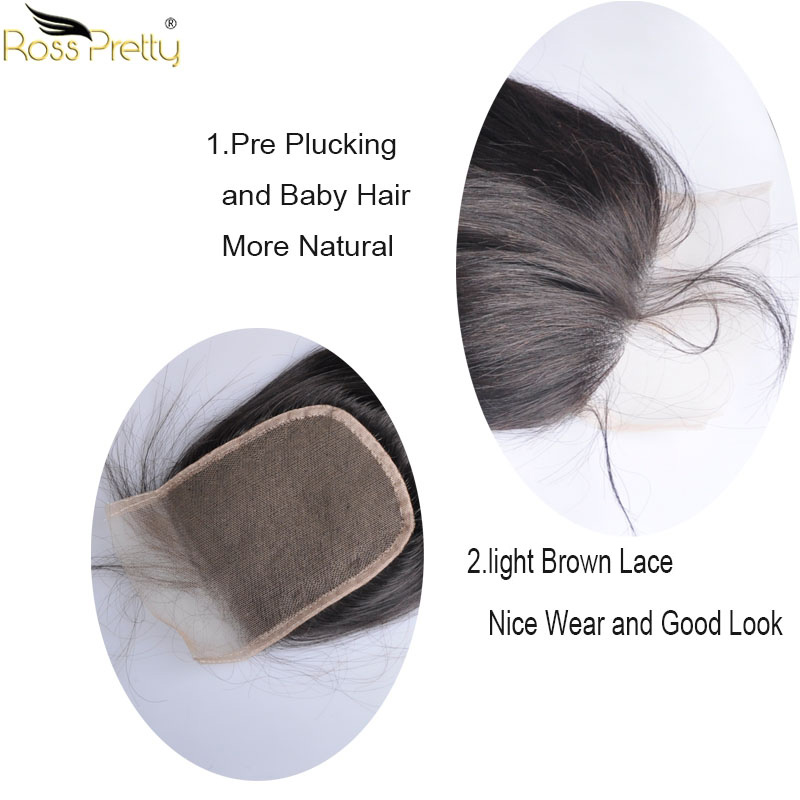 Ross Pretty®
1.Pre Plucking
and Baby Hair
More Natural
2.light Brown Lace
Nice Wear and Good Look